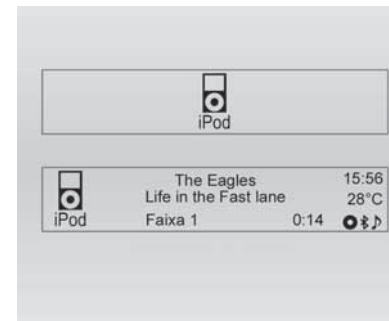 iPod
The Eagles 15:56
Life in the Fast lane 28°C
iPod Faixa 1 0:14